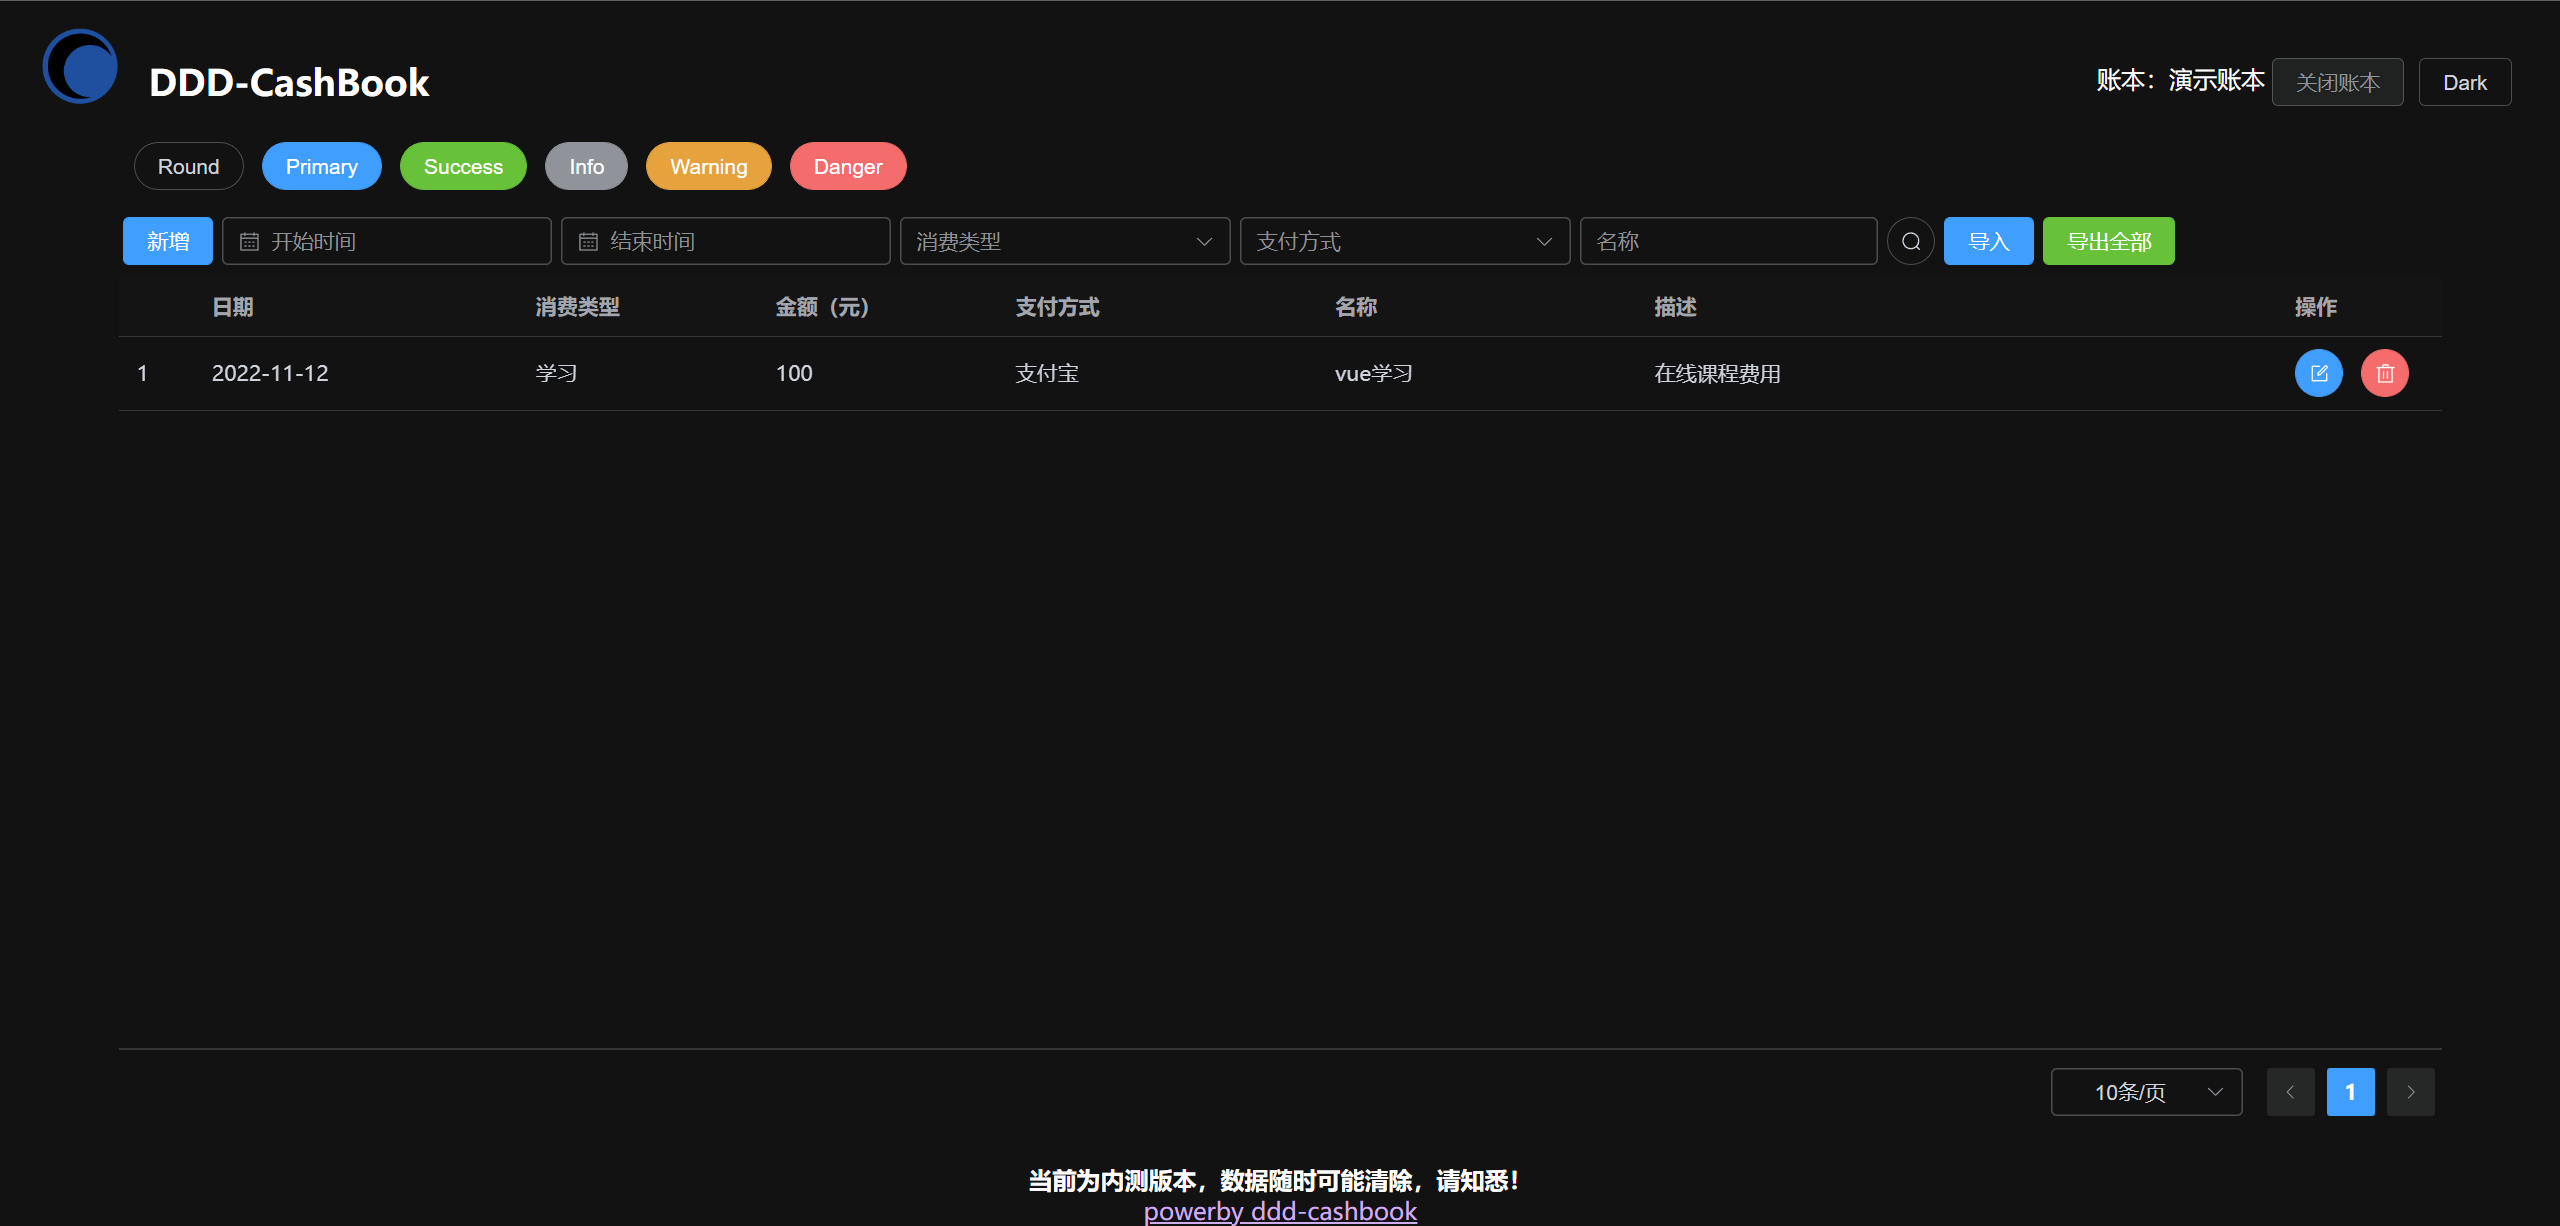 DDD-CashBook
账本：演示账本 关闭账本 Dark
Round Primary Success Info Warning Danger
新增 开始时间 结束时间 消费类型 支付方式 名称 导入 导出全部
日期 消费类型 金额（元） 支付方式 名称 描述 操作
1 2022-11-12 学习 100 支付宝 vue学习 在线课程费用
10条/页 1
当前为内测版本，数据随时可能清除，请知悉！
powerby ddd-cashbook